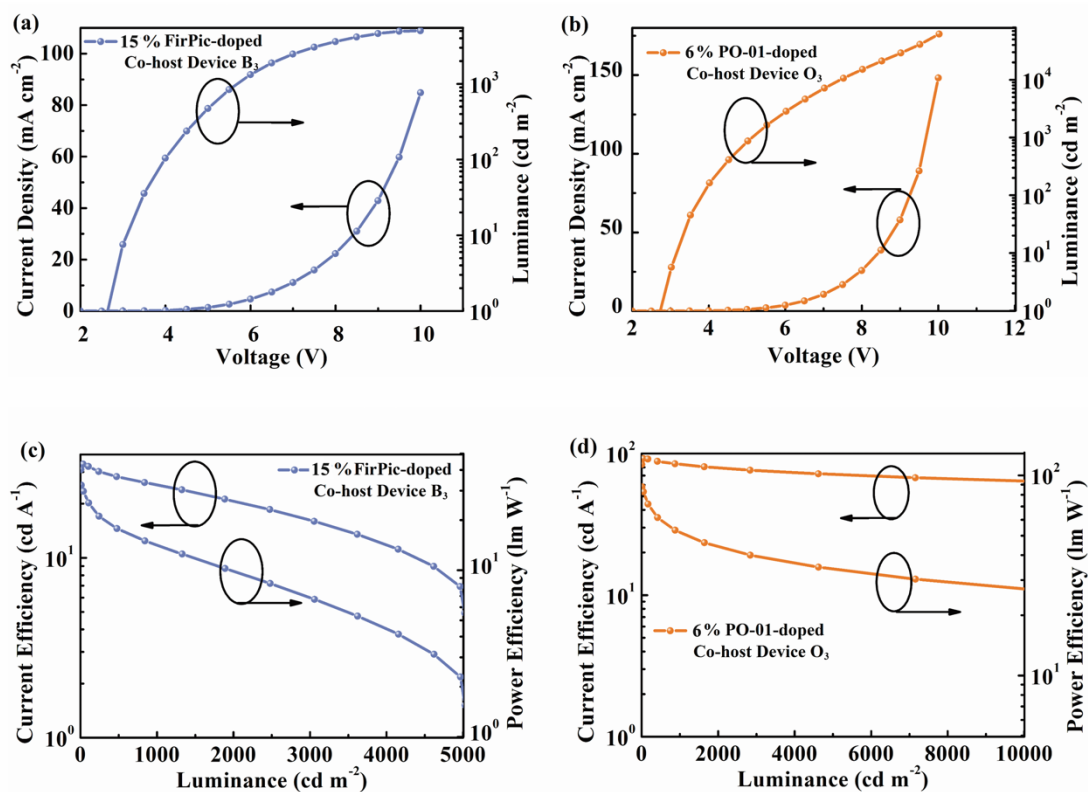 (a)
15 % FirPic-doped
Co-host Device B3
Current Density (mA cm-2)
100
80
60
40
20
0
Luminance (cd m-2)
10^3
10^2
10^1
10^0
2 4 6 8 10
Voltage (V)
(b)
6% PO-01-doped
Co-host Device O3
Current Density (mA cm-2)
150
100
50
0
Luminance (cd m-2)
10^4
10^3
10^2
10^1
10^0
2 4 6 8 10 12
Voltage (V)
(c)
15 % FirPic-doped
Co-host Device B3
Current Efficiency (cd A-1)
10^1
10^0
Power Efficiency (lm W-1)
10^1
10^0
0 1000 2000 3000 4000 5000
Luminance (cd m-2)
(d)
6% PO-01-doped
Co-host Device O3
Current Efficiency (cd A-1)
10^2
10^1
10^0
Power Efficiency (lm W-1)
10^2
10^1
0 2000 4000 6000 8000 10000
Luminance (cd m-2)